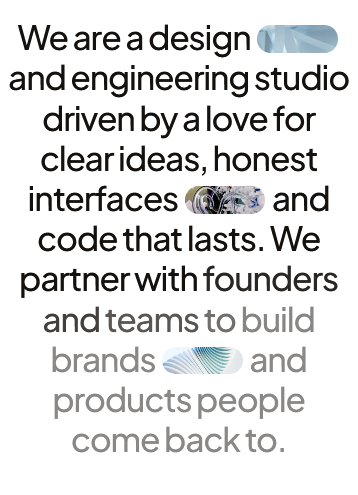 We are a design
and engineering studio
driven by a love for
clear ideas, honest
interfaces and
code that lasts. We
partner with founders
and teams to build
brands and
products people
come back to.